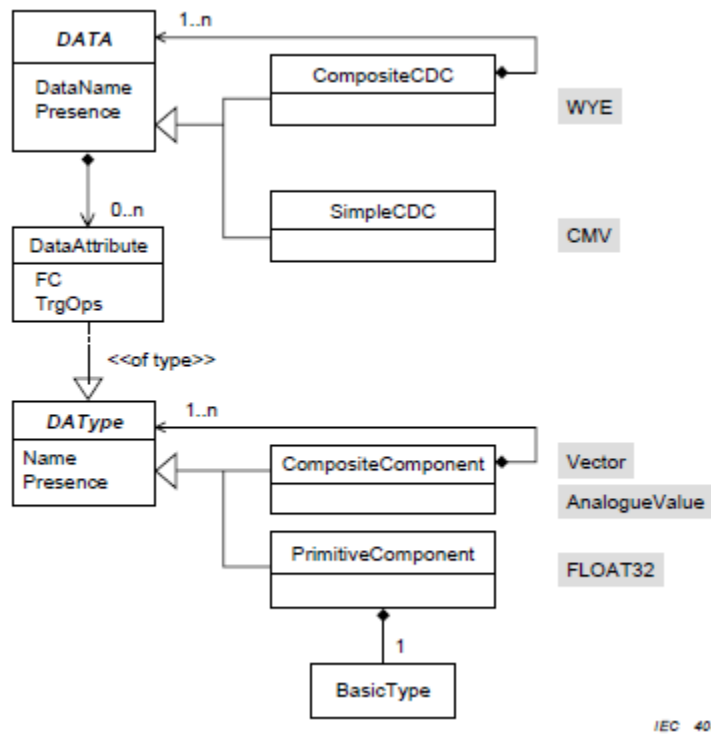 1..n
DATA
DataName
Presence
CompositeCDC
WYE
0..n
SimpleCDC
CMV
DataAttribute
FC
TrgOps
<<of type>>
DAType
1..n
Name
Presence
CompositeComponent
Vector
AnalogueValue
PrimitiveComponent
FLOAT32
1
BasicType
IEC 40